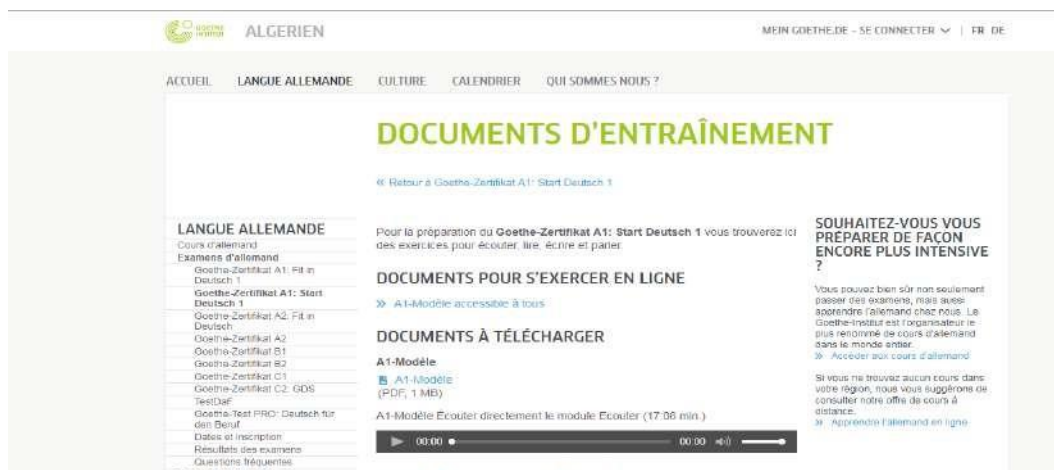 GOETHE INSTITUT
ALGERIEN
MEIN GOETHE.DE - SE CONNECTER | FR DE
ACCUEIL LANGUE ALLEMANDE CULTURE CALENDRIER QUI SOMMES NOUS ?
DOCUMENTS D'ENTRAÎNEMENT
« Retour à Goethe-Zertifikat A1: Start Deutsch 1
LANGUE ALLEMANDE
Cours d'allemand
Examens d'allemand
Goethe-Zertifikat A1: Fit in
Deutsch 1
Goethe-Zertifikat A1: Start
Deutsch 1
Goethe-Zertifikat A2: Fit in
Deutsch
Goethe-Zertifikat A2
Goethe-Zertifikat B1
Goethe-Zertifikat B2
Goethe-Zertifikat C1
Goethe-Zertifikat C2: GDS
TestDaF
Goethe-Test PRO: Deutsch für
den Beruf
Dates et inscription
Résultats des examens
Questions fréquentes
Pour la préparation du Goethe-Zertifikat A1: Start Deutsch 1 vous trouverez ici
des exercices pour écouter, lire, écrire et parler.
DOCUMENTS POUR S'EXERCER EN LIGNE
» A1-Modèle accessible à tous
DOCUMENTS À TÉLÉCHARGER
A1-Modèle
A1-Modèle
(PDF, 1 MB)
A1-Modèle Écouter directement le module Écouter (17:06 min.)
00:00 00:00
SOUHAITEZ-VOUS VOUS
PRÉPARER DE FAÇON
ENCORE PLUS INTENSIVE
?
Vous pouvez bien sûr non seulement
passer des examens, mais aussi
apprendre l'allemand chez nous. Le
Goethe-Institut est l'organisateur le
plus renommé de cours d'allemand
dans le monde entier.
» Accéder aux cours d'allemand
Si vous ne trouvez aucun cours dans
votre région, nous vous suggérons de
consulter notre offre de cours à
distance.
» Apprendre l'allemand en ligne